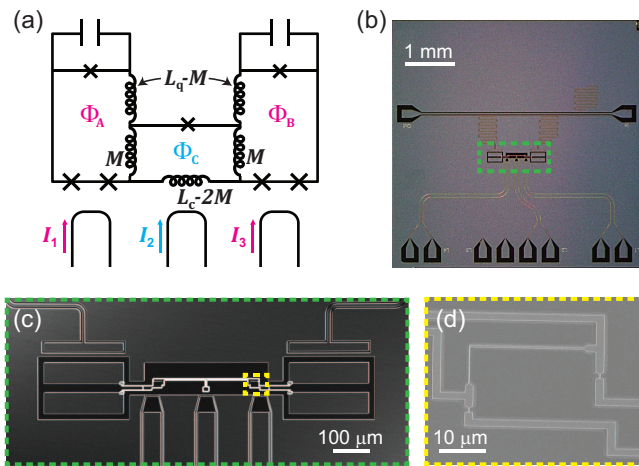 (a)
L_q-M
Φ_A
Φ_B
M
Φ_C
M
L_c-2M
I_1
I_2
I_3
(b)
1 mm
(c)
100 μm
(d)
10 μm